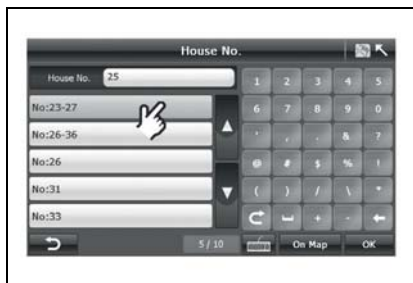 House No.
House No. 25
1 2 3 4 5
No:23-27
6 7 8 9 0
No:26-36
' , . & ?
No:26
@ # $ % !
No:31
( ) / \ *
No:33
+ -
5 / 10
On Map
OK